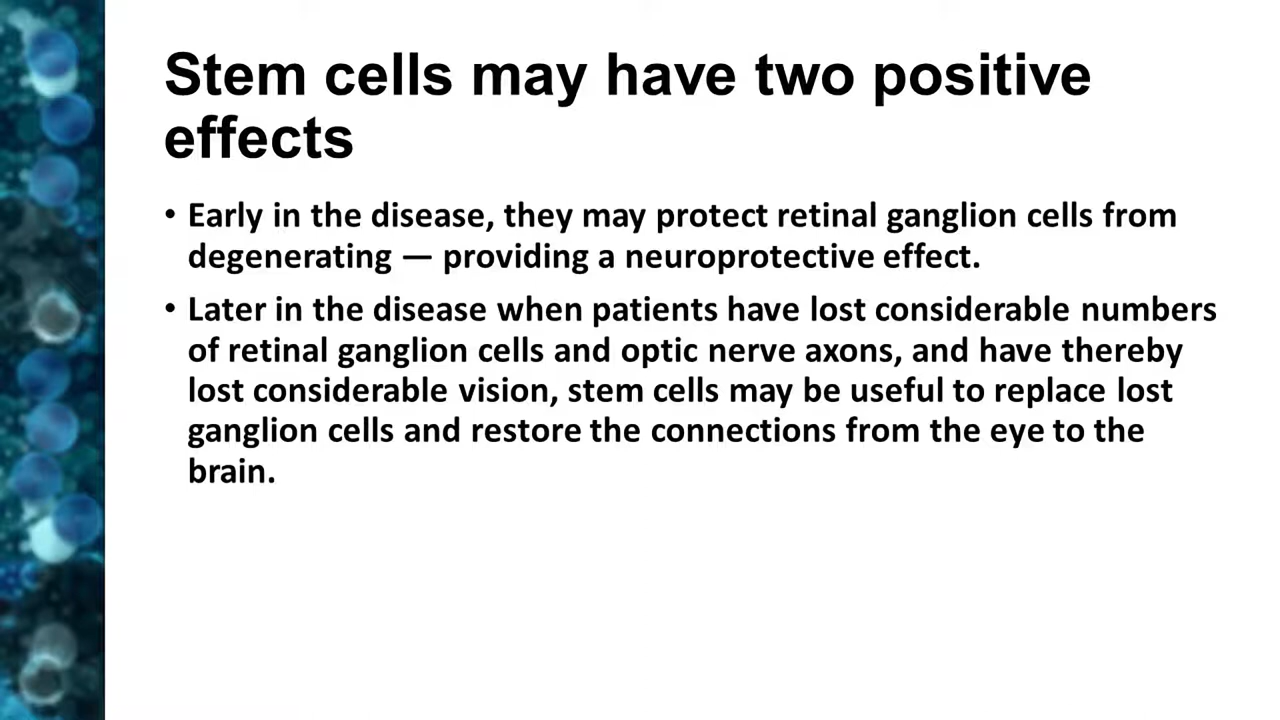 Stem cells may have two positive
effects
• Early in the disease, they may protect retinal ganglion cells from
degenerating — providing a neuroprotective effect.
• Later in the disease when patients have lost considerable numbers
of retinal ganglion cells and optic nerve axons, and have thereby
lost considerable vision, stem cells may be useful to replace lost
ganglion cells and restore the connections from the eye to the
brain.